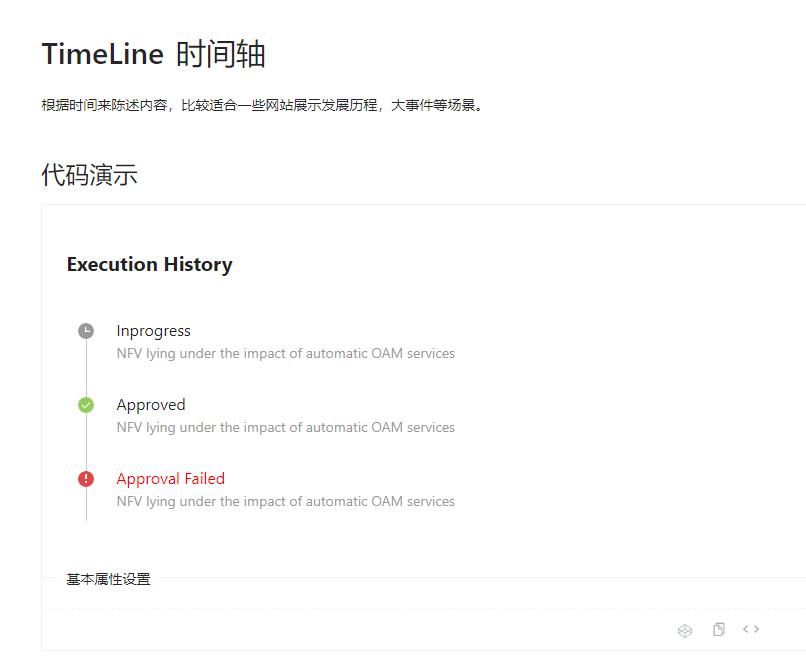 TimeLine 时间轴
根据时间来陈述内容，比较适合一些网站展示发展历程，大事件等场景。
代码演示
Execution History
Inprogress
NFV lying under the impact of automatic OAM services
Approved
NFV lying under the impact of automatic OAM services
Approval Failed
NFV lying under the impact of automatic OAM services
基本属性设置